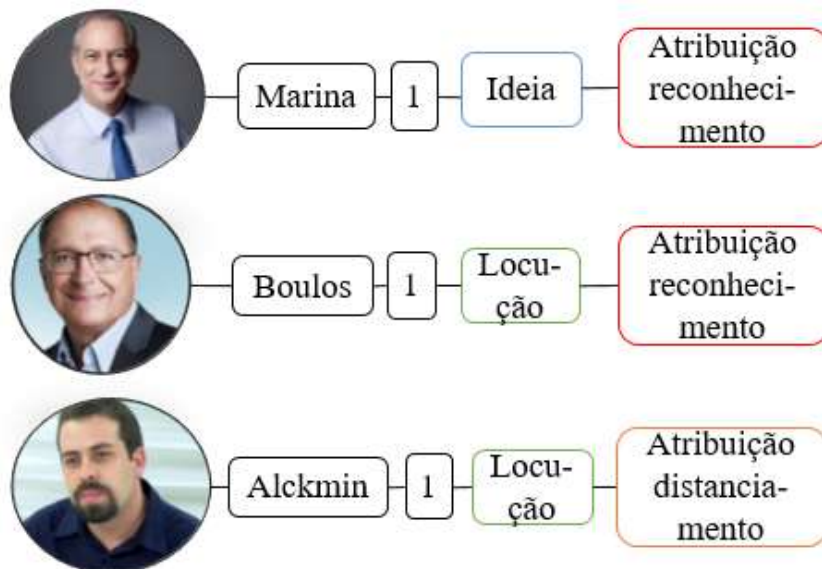 Marina
1
Ideia
Atribuição
reconheci-
mento
Boulos
1
Locu-
ção
Atribuição
reconheci-
mento
Alckmin
1
Locu-
ção
Atribuição
distancia-
mento